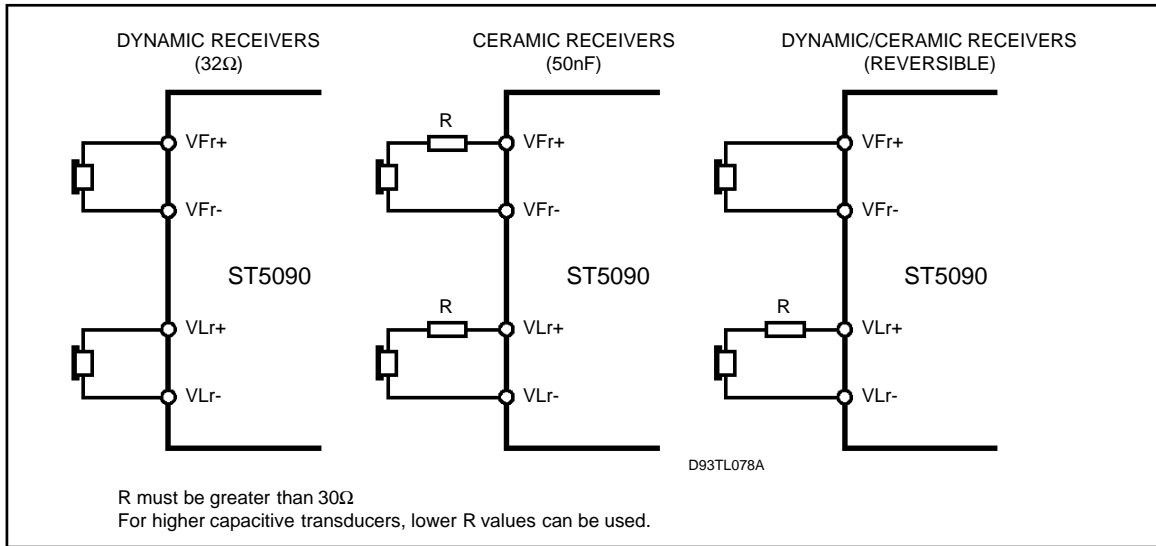 DYNAMIC RECEIVERS
(32Ω)
CERAMIC RECEIVERS
(50nF)
DYNAMIC/CERAMIC RECEIVERS
(REVERSIBLE)
VFr+
VFr-
ST5090
VLr+
VLr-
R
VFr+
VFr-
ST5090
R
VLr+
VLr-
VFr+
VFr-
ST5090
R
VLr+
VLr-
D93TL078A
R must be greater than 30Ω
For higher capacitive transducers, lower R values can be used.